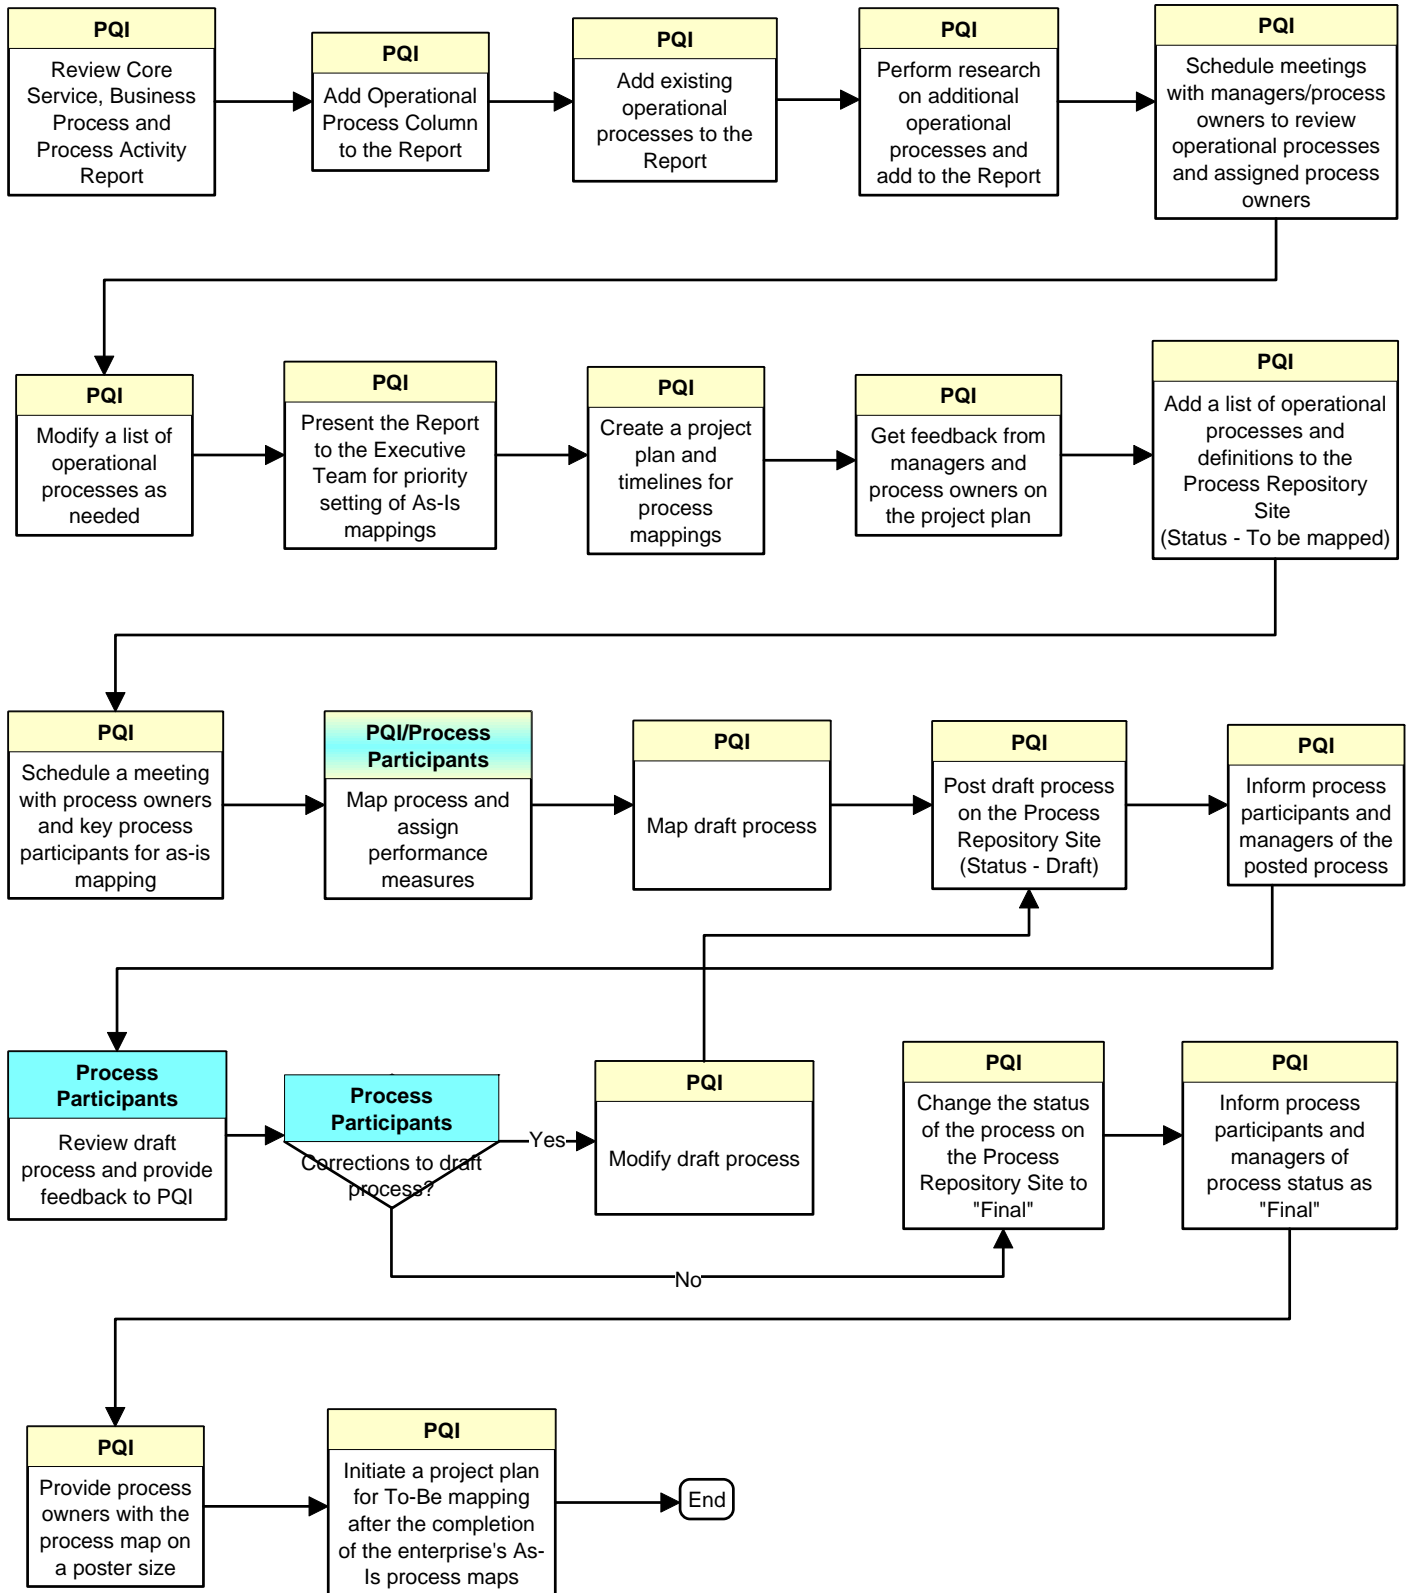 PQI
Review Core
Service, Business
Process and
Process Activity
Report
PQI
Add Operational
Process Column
to the Report
PQI
Add existing
operational
processes to the
Report
PQI
Perform research
on additional
operational
processes and
add to the Report
PQI
Schedule meetings
with managers/process
owners to review
operational processes
and assigned process
owners
PQI
Modify a list of
operational
processes as
needed
PQI
Present the Report
to the Executive
Team for priority
setting of As-Is
mappings
PQI
Create a project
plan and
timelines for
process
mappings
PQI
Get feedback from
managers and
process owners on
the project plan
PQI
Add a list of operational
processes and
definitions to the
Process Repository
Site
(Status - To be mapped)
PQI
Schedule a meeting
with process owners
and key process
participants for as-is
mapping
PQI/Process
Participants
Map process and
assign
performance
measures
PQI
Map draft process
PQI
Post draft process
on the Process
Repository Site
(Status - Draft)
PQI
Inform process
participants and
managers of the
posted process
Process
Participants
Review draft
process and provide
feedback to PQI
Process
Participants
Corrections to draft
process?
Yes
No
PQI
Modify draft process
PQI
Change the status
of the process on
the Process
Repository Site to
"Final"
PQI
Inform process
participants and
managers of
process status as
"Final"
PQI
Provide process
owners with the
process map on
a poster size
PQI
Initiate a project plan
for To-Be mapping
after the completion
of the enterprise's As-
Is process maps
End